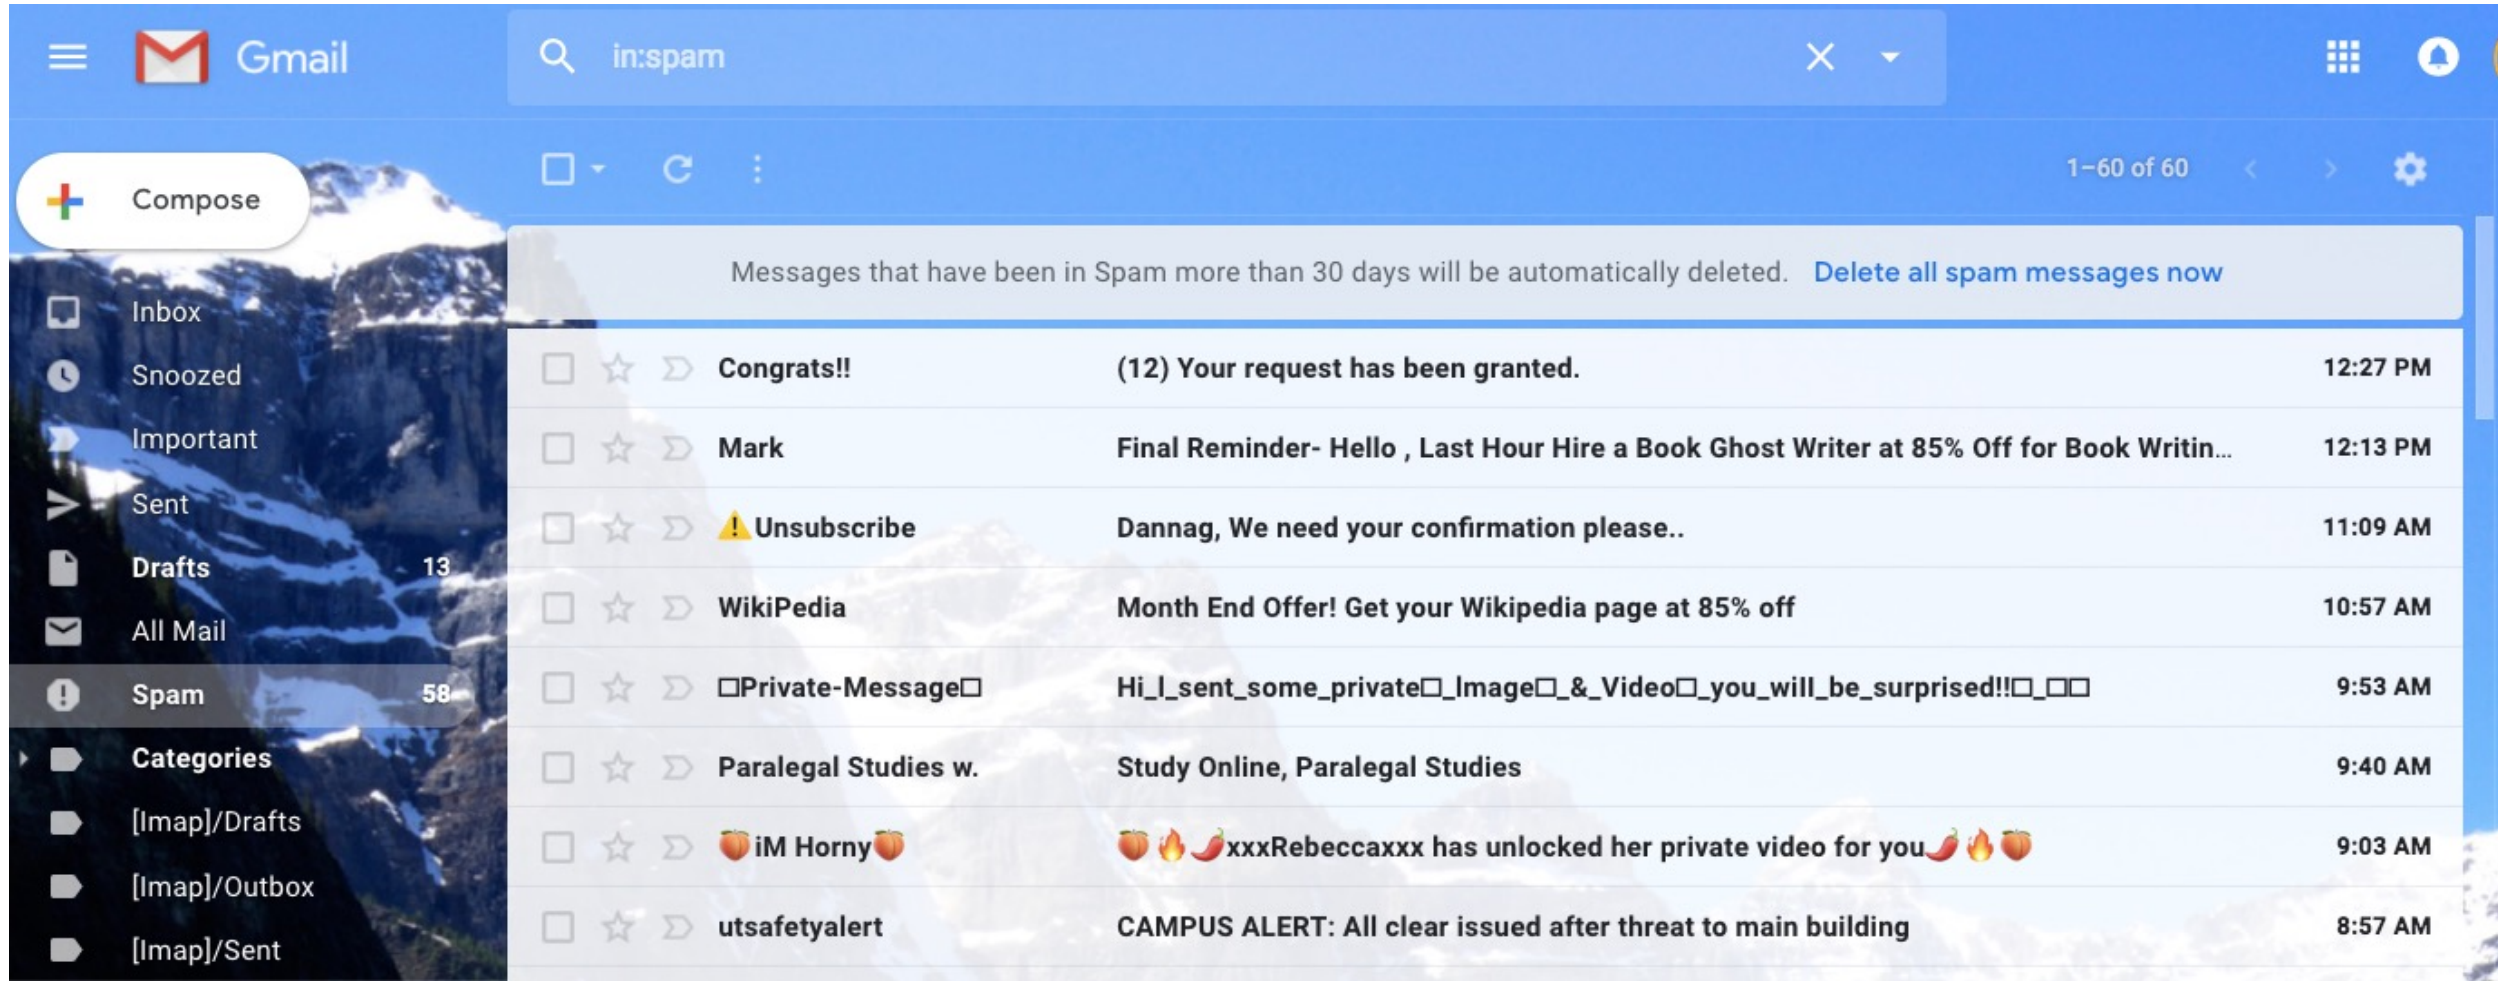 Gmail
in:spam
Compose
1–60 of 60
Messages that have been in Spam more than 30 days will be automatically deleted. Delete all spam messages now
Inbox
Snoozed
Important
Sent
Drafts 13
All Mail
Spam 58
Categories
[Imap]/Drafts
[Imap]/Outbox
[Imap]/Sent
Congrats!! (12) Your request has been granted. 12:27 PM
Mark Final Reminder- Hello , Last Hour Hire a Book Ghost Writer at 85% Off for Book Writin... 12:13 PM
⚠️Unsubscribe Dannag, We need your confirmation please.. 11:09 AM
WikiPedia Month End Offer! Get your Wikipedia page at 85% off 10:57 AM
□Private-Message□ Hi_I_sent_some_private□_Image□_&_Video□_you_will_be_surprised!!□_□□ 9:53 AM
Paralegal Studies w. Study Online, Paralegal Studies 9:40 AM
🍑iM Horny🍑 🍑🔥🌶️xxxRebeccaxxx has unlocked her private video for you🌶️🔥🍑 9:03 AM
utsafetyalert CAMPUS ALERT: All clear issued after threat to main building 8:57 AM